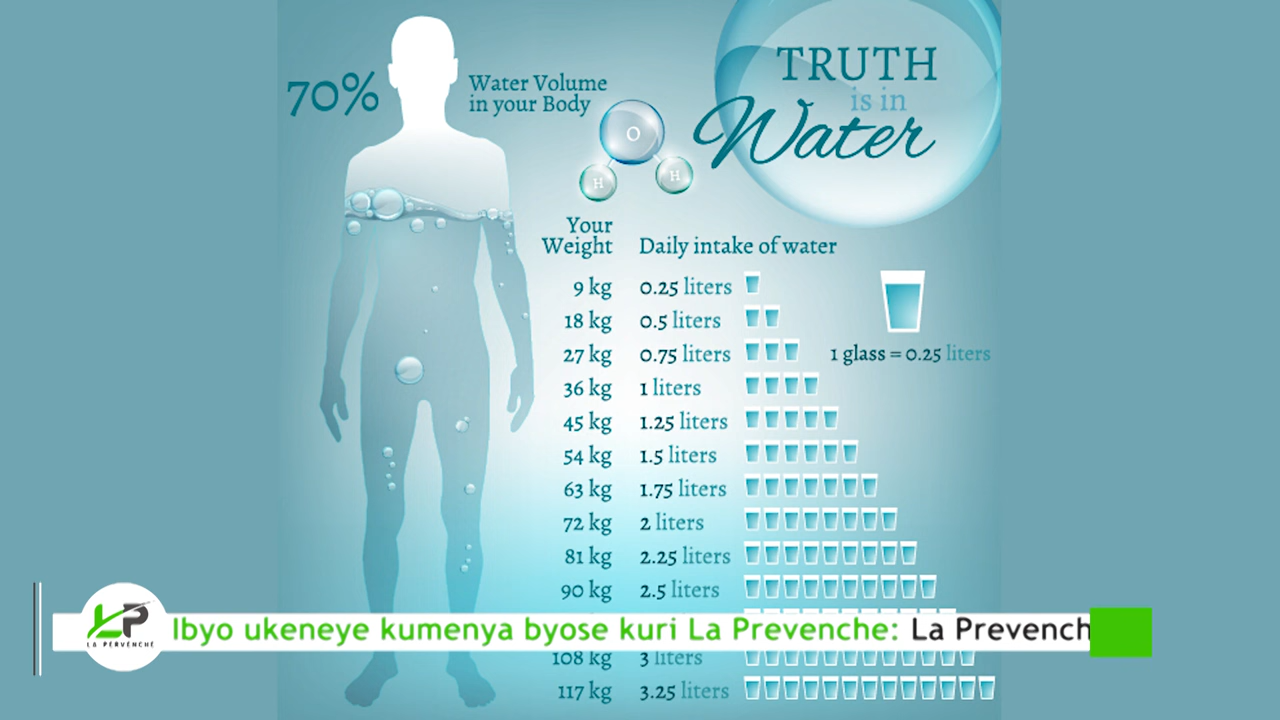 70%
Water Volume
in your Body
TRUTH
is in
Water
O
H
H
Your
Weight
Daily intake of water
9 kg 0.25 liters
18 kg 0.5 liters
27 kg 0.75 liters
1 glass = 0.25 liters
36 kg 1 liters
45 kg 1.25 liters
54 kg 1.5 liters
63 kg 1.75 liters
72 kg 2 liters
81 kg 2.25 liters
90 kg 2.5 liters
LP
LA PERVENCHE
Ibyo ukeneye kumenya byose kuri La Prevenche: La Prevench
108 kg 3 liters
117 kg 3.25 liters